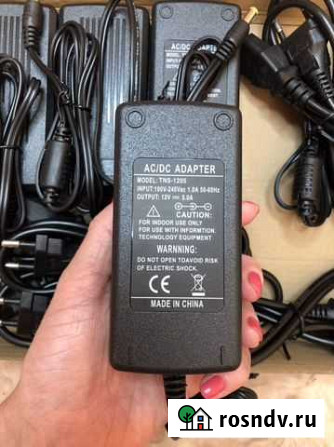 AC/DC ADAPTER
MODEL:
AC/DC ADAPTER
MODEL: TNS-1205
INPUT:100V-240Vac 1.0A 50-60Hz
OUTPUT: 12V 5.0A
CAUTION:
FOR INDOOR USE ONLY
FOR USE WITH INFORMTION
TECHNOLOGY EQUIPMENT
WARNING:
DO NOT OPEN TOAVOID RISK
OF ELECTRIC SHOCK.
CE
MADE IN CHINA
rosndv.ru